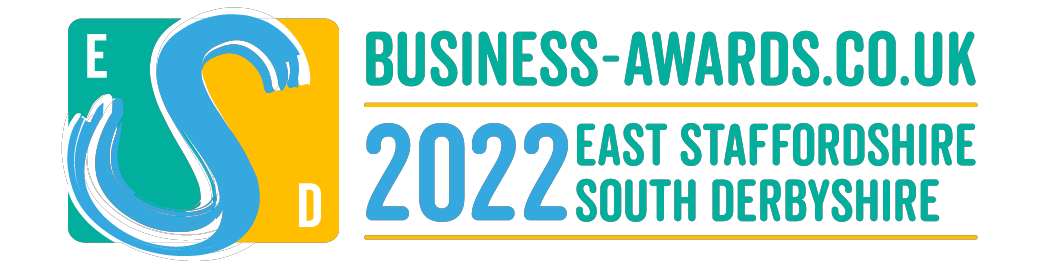 E
S
D
BUSINESS-AWARDS.CO.UK
2022
EAST STAFFORDSHIRE
SOUTH DERBYSHIRE